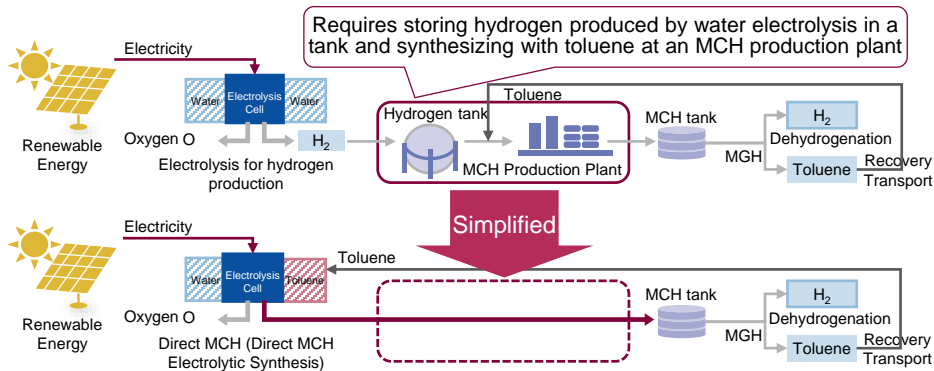 Requires storing hydrogen produced by water electrolysis in a
tank and synthesizing with toluene at an MCH production plant
Electricity
Water
Electrolysis
Cell
Water
Toluene
Hydrogen tank
MCH tank
H2
Dehydrogenation
Oxygen O
H2
MGH
Renewable
Energy
Electrolysis for hydrogen
production
MCH Production Plant
Toluene
Recovery
Transport
Simplified
Electricity
Water
Electrolysis
Cell
Toluene
Toluene
MCH tank
H2
Dehydrogenation
Oxygen O
MGH
Renewable
Energy
Direct MCH (Direct MCH
Electrolytic Synthesis)
Toluene
Recovery
Transport